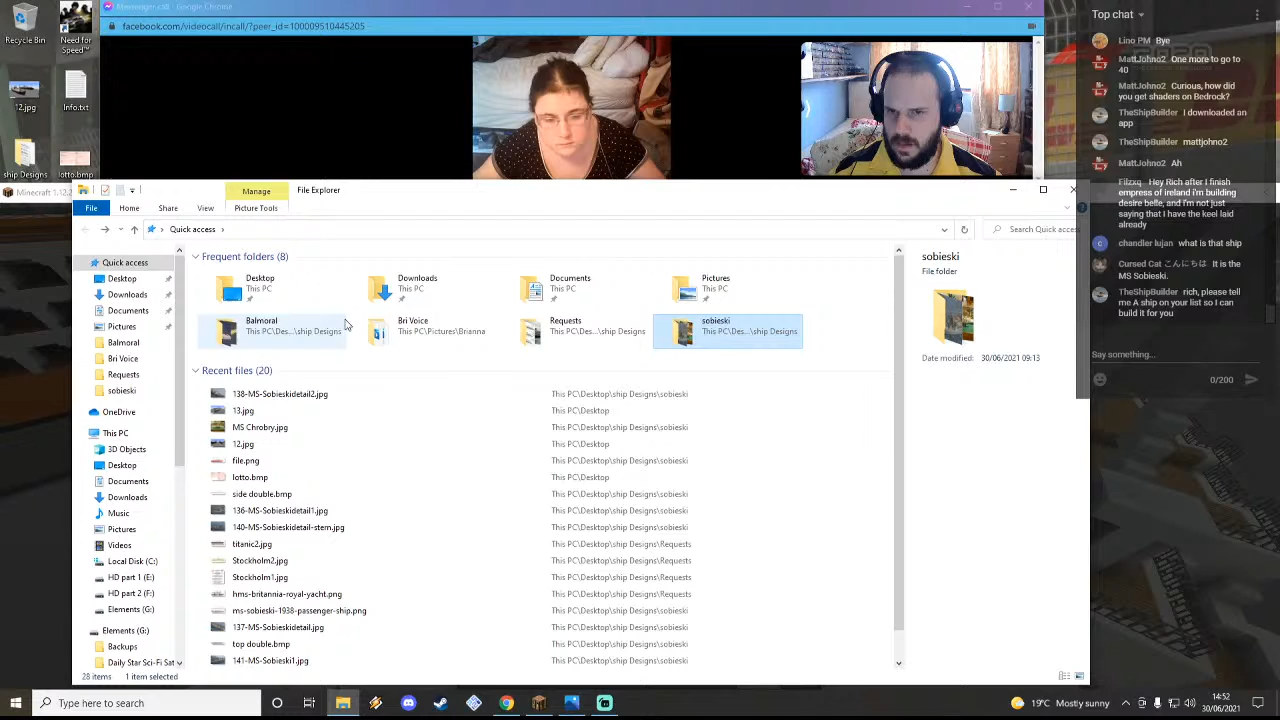 Messenger call - Google Chrome
facebook.com/videocall/incall/?peer_id=100009510445205
Recycle Bin
Need for
Speed™
12.jpg
Info.txt
ship Designs
lotto.bmp
Minecraft 1.12.2
Manage
File Explorer
File
Home
Share
View
Picture Tools
Quick access
Search Quick access
Quick access
Desktop
Downloads
Documents
Pictures
Balmoral
Bri Voice
Requests
sobieski
OneDrive
This PC
3D Objects
Desktop
Documents
Downloads
Music
Pictures
Videos
Local Disk (C:)
HD part 1 (E:)
HD part 2 (F:)
Elements (G:)
Elements (G:)
Backups
Daily Star Sci-Fi Sat
Frequent folders (8)
Desktop
This PC
Downloads
This PC
Documents
This PC
Pictures
This PC
Balmoral
This PC\Des...\ship Designs
Bri Voice
This PC\Pictures\Brianna
Requests
This PC\Des...\ship Designs
sobieski
This PC\Des...\ship Designs
Recent files (20)
138-MS-Sobieskidetail2.jpg This PC\Desktop\ship Designs\sobieski
13.jpg This PC\Desktop
MS Chrobry.jpg This PC\Desktop\ship Designs\sobieski
12.jpg This PC\Desktop
file.png This PC\Desktop\ship Designs\sobieski
lotto.bmp This PC\Desktop
side double.bmp This PC\Desktop\ship Designs\sobieski
136-MS-Sobieskidetail1.jpg This PC\Desktop\ship Designs\sobieski
140-MS-Sobieskidetail-stern.jpg This PC\Desktop\ship Designs\sobieski
titanic2.jpg This PC\Desktop\ship Designs\Requests
Stockholm2.jpg This PC\Desktop\ship Designs\Requests
Stockholm1.jpg This PC\Desktop\ship Designs\Requests
hms-britannia-royal-yacht.png This PC\Desktop\ship Designs\Requests
ms-sobieski-1938-passenger-ship.png This PC\Desktop\ship Designs\sobieski
137-MS-Sobieskidetail.jpg This PC\Desktop\ship Designs\sobieski
top double.bmp This PC\Desktop\ship Designs\sobieski
141-MS-Sobieski1.jpg This PC\Desktop\ship Designs\sobieski
sobieski
File folder
Date modified: 30/06/2021 09:13
28 items 1 item selected
Top chat
Lino PM Bye
MattJohno2 One more to go to
40
MattJohno2 Curious, how did
you get shaders on Bedrock?
TheShipBuilder I downloaded an
app
TheShipBuilder mattjohno2
MattJohno2 Ah
Filzxq Hey Rich after I finish
empress of ireland i'm building
desire belle, and i'm not just
saying that I have the keel laid
already
chandler lujan what is that ship
Cursed Cat こんにちは It is the
MS Sobieski.
TheShipBuilder rich, please tell
me A ship on your list so I can
build it for you
Say something...
0/200
Type here to search
19°C Mostly sunny
14:52
30/06/2021